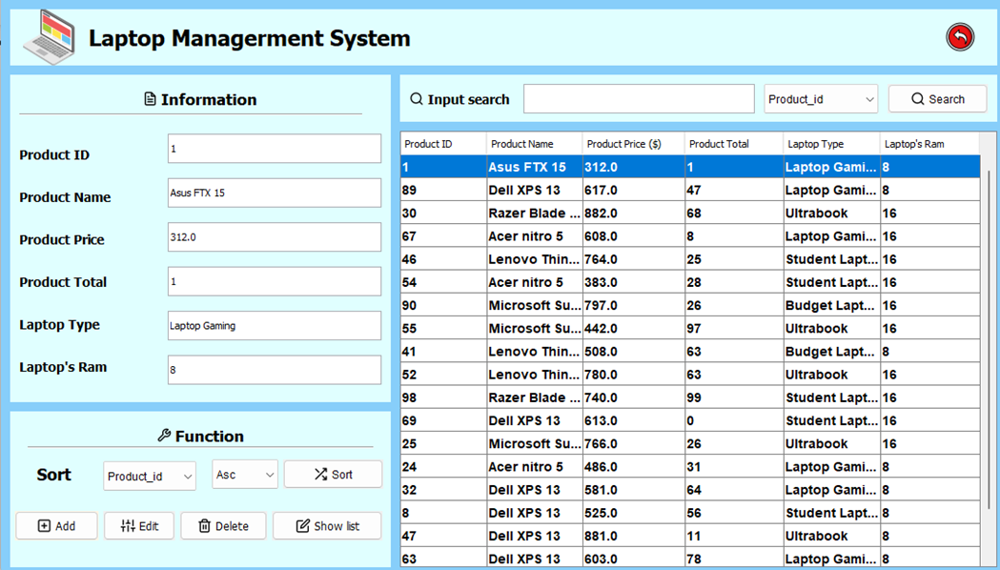 Laptop Managerment System
Information
Product ID
1
Product Name
Asus FTX 15
Product Price
312.0
Product Total
1
Laptop Type
Laptop Gaming
Laptop's Ram
8
Function
Sort Product_id Asc Sort
Add Edit Delete Show list
Input search Product_id Search
Product ID Product Name Product Price ($) Product Total Laptop Type Laptop's Ram
1 Asus FTX 15 312.0 1 Laptop Gami... 8
89 Dell XPS 13 617.0 47 Laptop Gami... 8
30 Razer Blade ... 882.0 68 Ultrabook 16
67 Acer nitro 5 608.0 8 Laptop Gami... 16
46 Lenovo Thin... 764.0 25 Student Lapt... 16
54 Acer nitro 5 383.0 28 Student Lapt... 16
90 Microsoft Su... 797.0 26 Budget Lapt... 16
55 Microsoft Su... 442.0 97 Ultrabook 16
41 Lenovo Thin... 508.0 63 Budget Lapt... 8
52 Lenovo Thin... 780.0 63 Ultrabook 16
98 Razer Blade ... 740.0 99 Student Lapt... 16
69 Dell XPS 13 613.0 0 Student Lapt... 16
25 Microsoft Su... 766.0 26 Ultrabook 16
24 Acer nitro 5 486.0 31 Laptop Gami... 8
32 Dell XPS 13 581.0 64 Laptop Gami... 8
8 Dell XPS 13 525.0 56 Student Lapt... 8
47 Dell XPS 13 881.0 11 Ultrabook 8
63 Dell XPS 13 603.0 78 Laptop Gami... 8